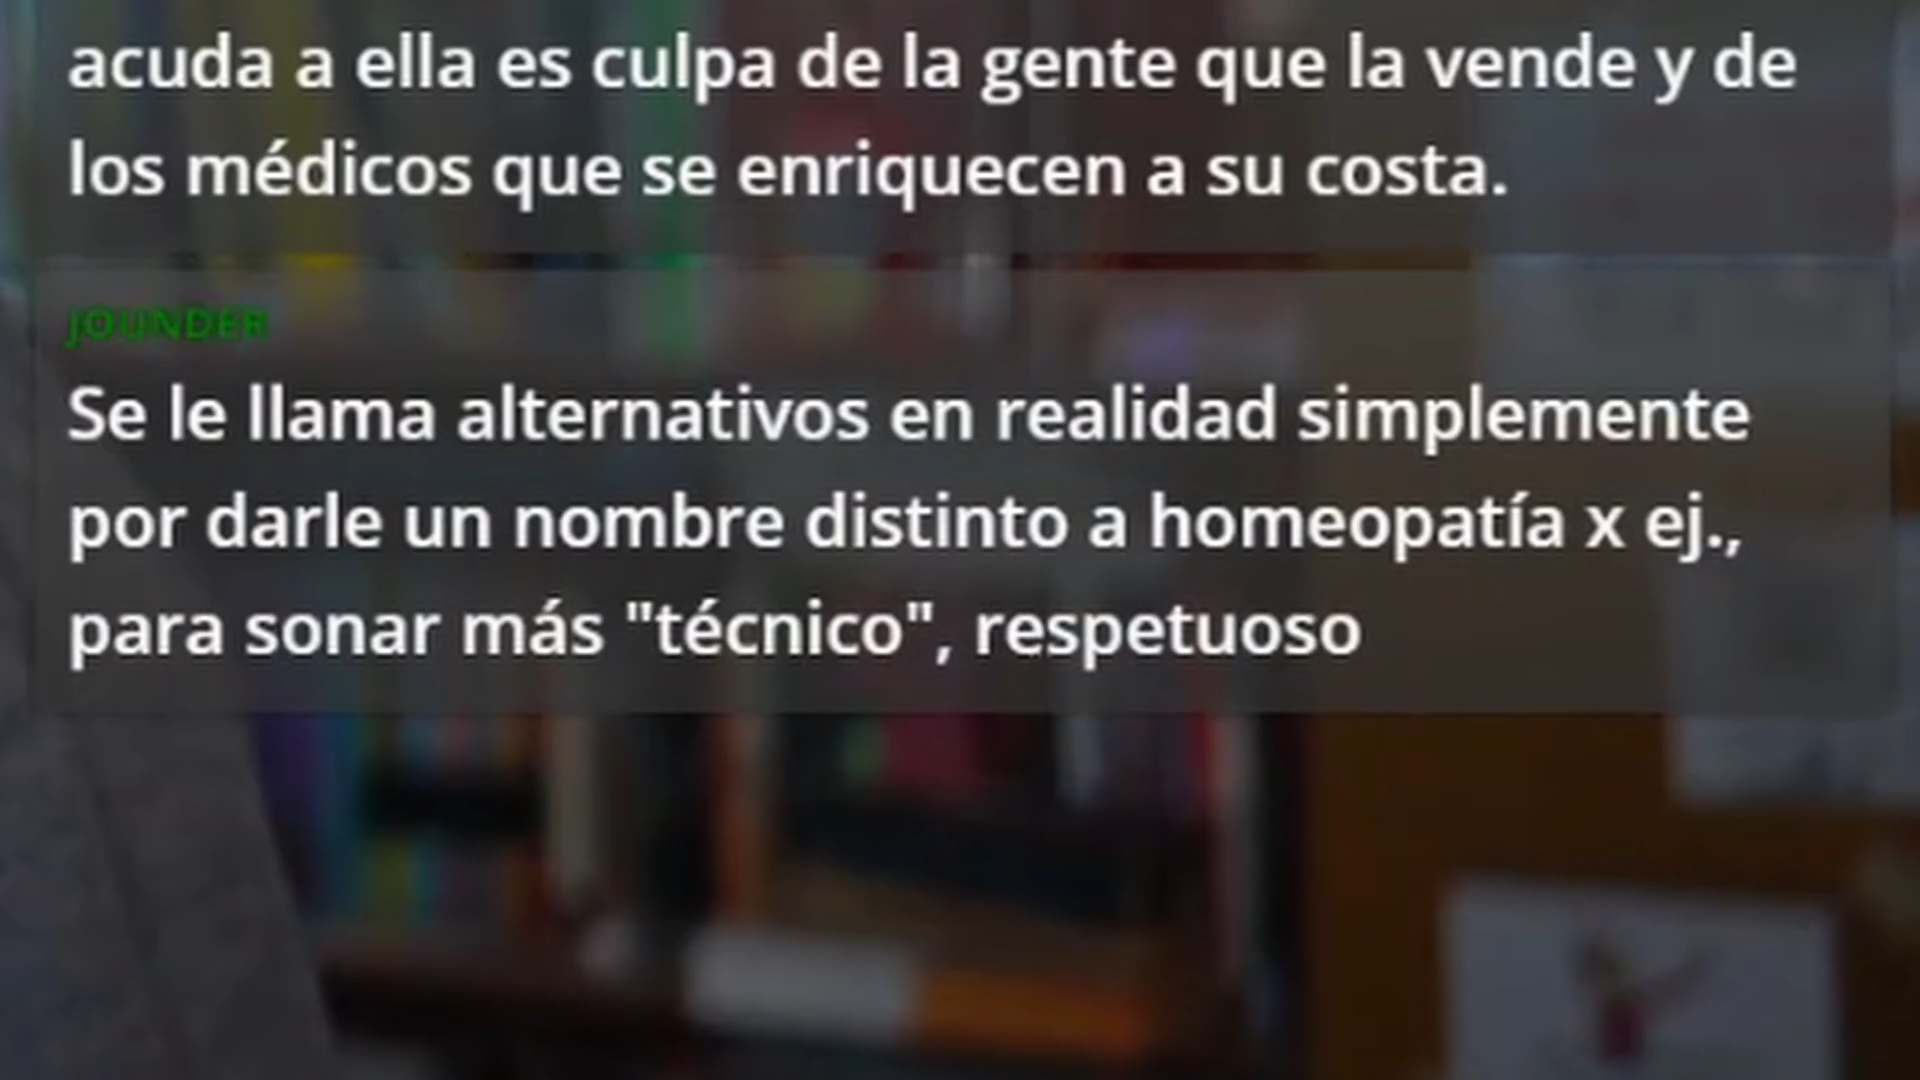 acuda a ella es culpa de la gente que la vende y de
los médicos que se enriquecen a su costa.
JOUNDER
Se le llama alternativos en realidad simplemente
por darle un nombre distinto a homeopatía x ej.,
para sonar más "técnico", respetuoso